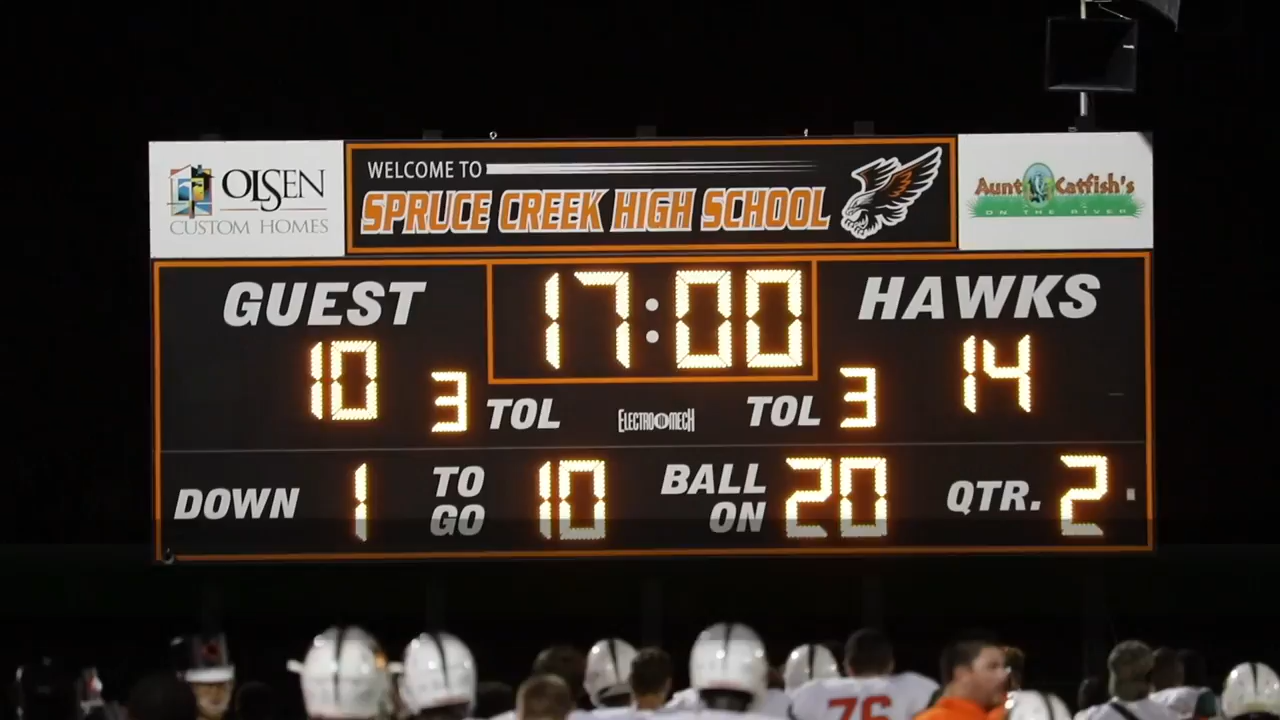 OLSEN
CUSTOM HOMES
WELCOME TO
SPRUCE CREEK HIGH SCHOOL
Aunt Catfish's
ON THE RIVER
GUEST 17:00 HAWKS
10 3 TOL ELECTRO-MECH TOL 3 14
DOWN 1 TO GO 10 BALL ON 20 QTR. 2
76